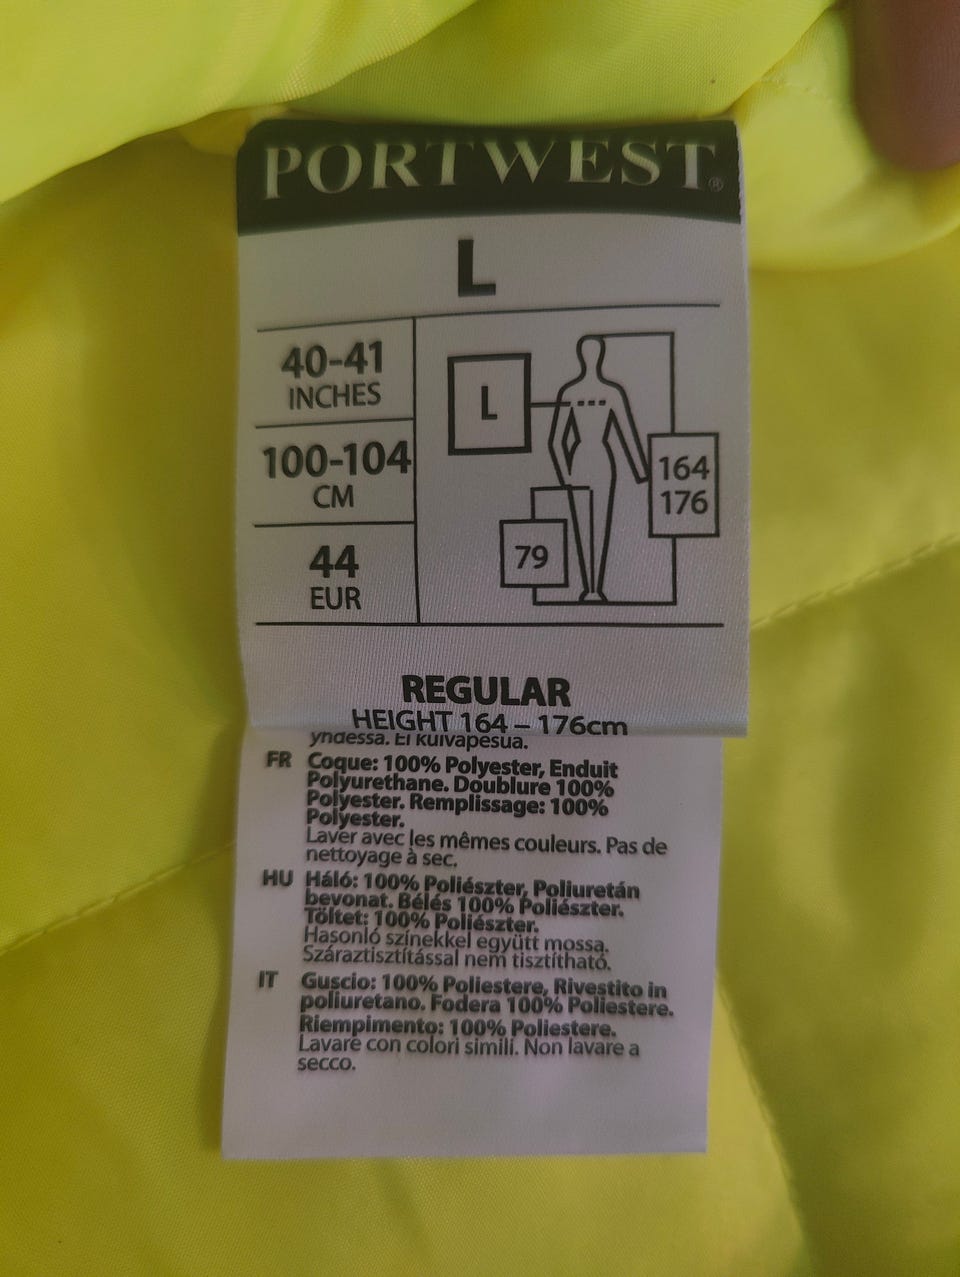 PORTWEST®
L
40-41
INCHES
100-104
CM
44
EUR
L
164
176
79
REGULAR
HEIGHT 164 – 176cm
yhdessä. Ei kuivapesua.
FR Coque: 100% Polyester, Enduit
Polyurethane. Doublure 100%
Polyester. Remplissage: 100%
Polyester.
Laver avec les mêmes couleurs. Pas de
nettoyage à sec.
HU Háló: 100% Poliészter, Poliuretán
bevonat. Bélés 100% Poliészter.
Töltet: 100% Poliészter.
Hasonló színekkel együtt mossa.
Száraztisztítással nem tisztítható.
IT Guscio: 100% Poliestere, Rivestito in
poliuretano. Fodera 100% Poliestere.
Riempimento: 100% Poliestere.
Lavare con colori simili. Non lavare a
secco.